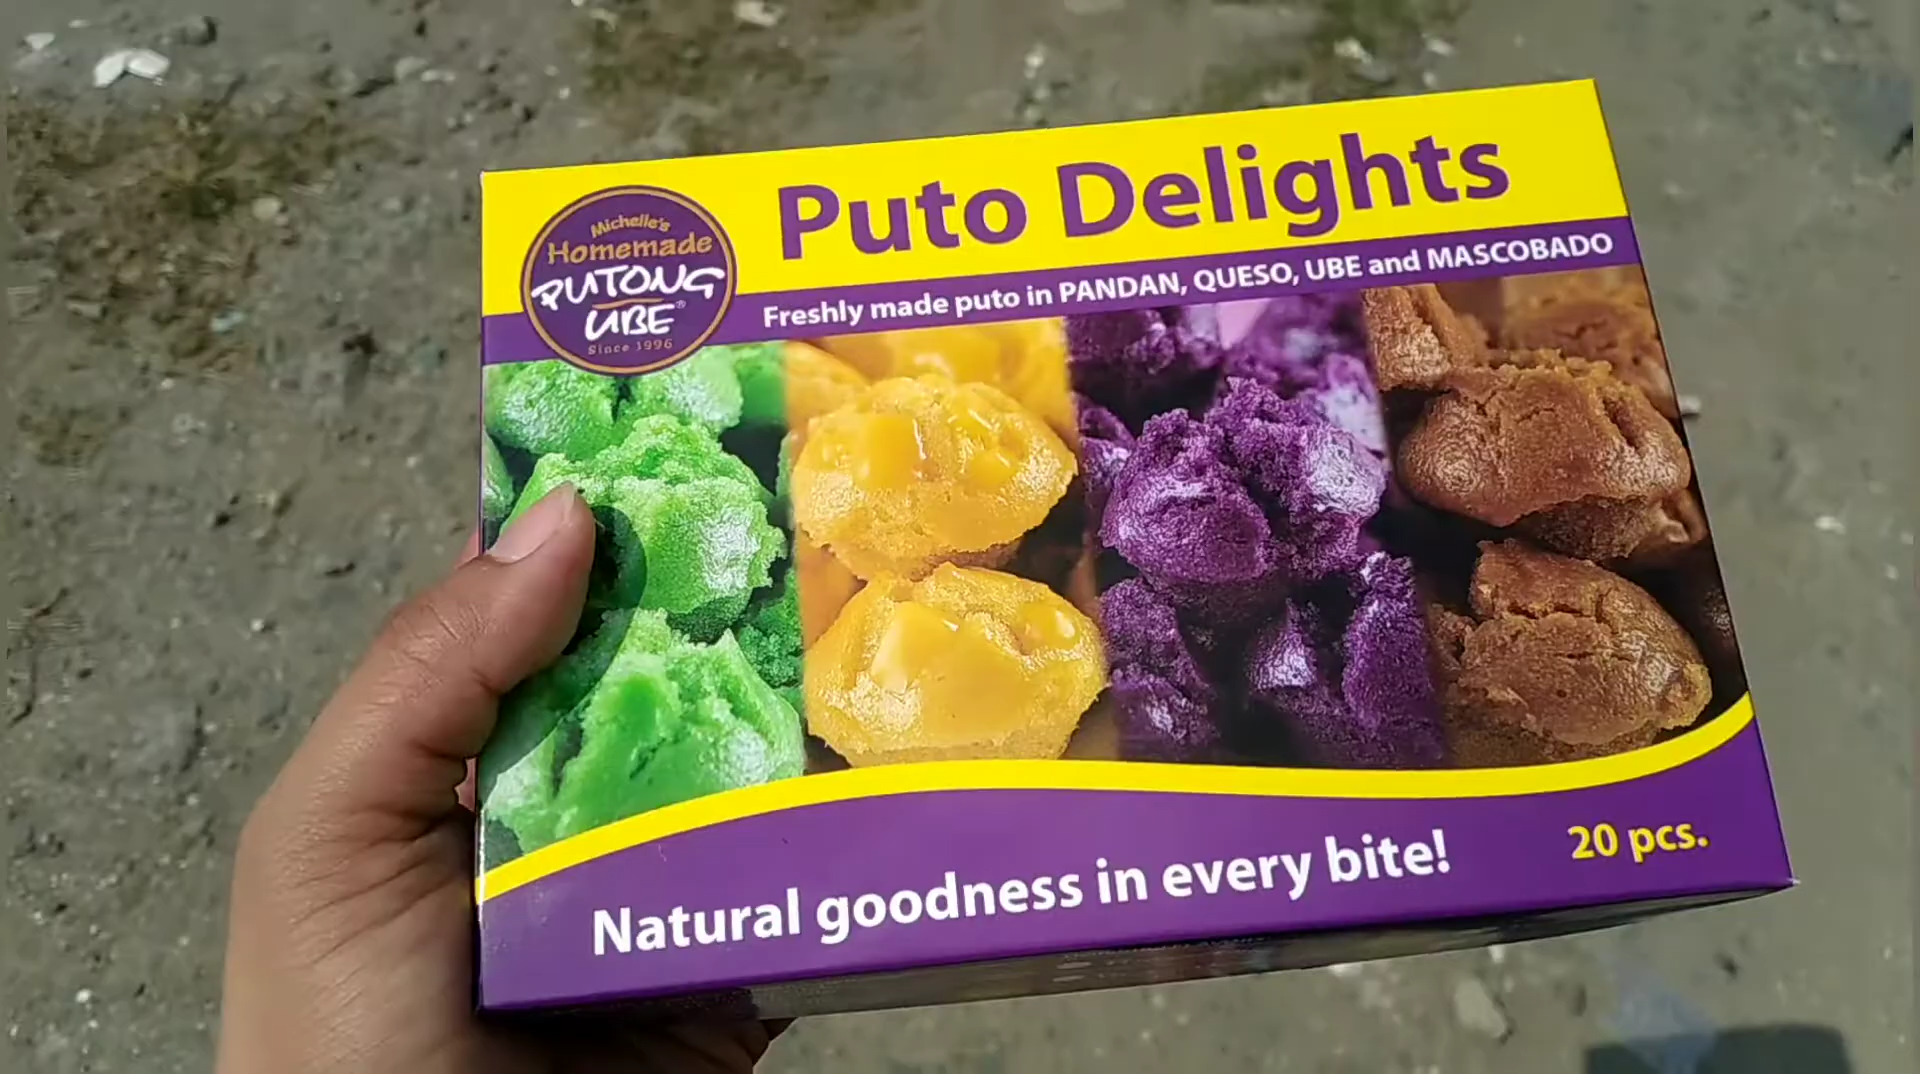 Michelle's
Homemade
PUTONG
UBE®
Since 1996
Puto Delights
Freshly made puto in PANDAN, QUESO, UBE and MASCOBADO
Natural goodness in every bite!
20 pcs.